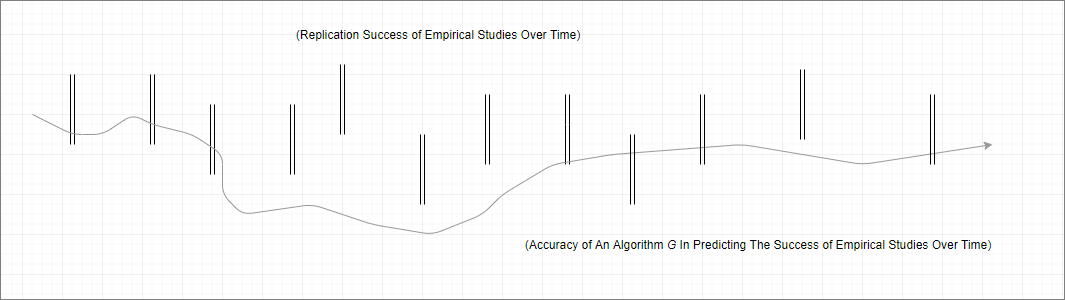 (Replication Success of Empirical Studies Over Time)
(Accuracy of An Algorithm G In Predicting The Success of Empirical Studies Over Time)